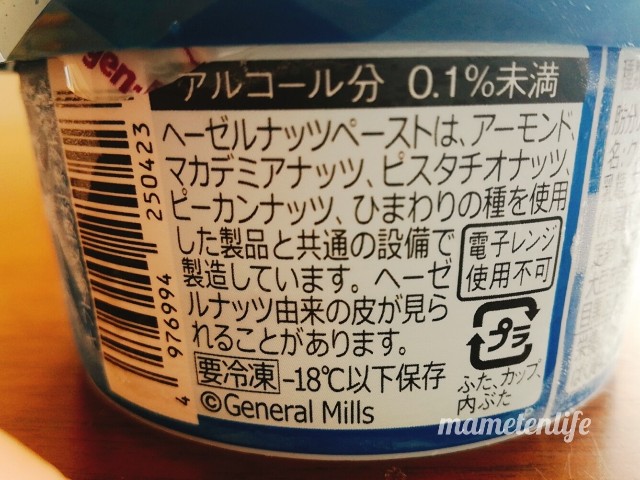 gen-
アルコール分 0.1%未満
ヘーゼルナッツペーストは、アーモンド、
マカデミアナッツ、ピスタチオナッツ、
ピーカンナッツ、ひまわりの種を使用
した製品と共通の設備で
製造しています。ヘーゼ
ルナッツ由来の皮が見ら
れることがあります。
電子レンジ
使用不可
プラ
ふた、カップ、
内ぶた
要冷凍 -18℃以下保存
©General Mills
4 976994 250423
mametenlife